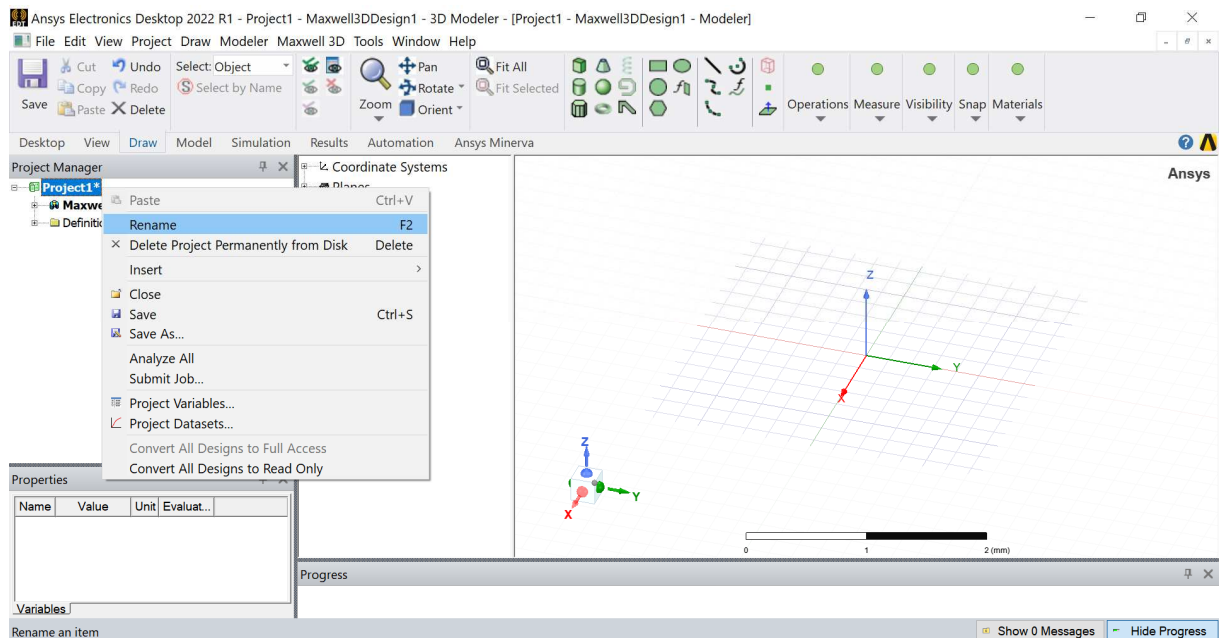 Ansys Electronics Desktop 2022 R1 - Project1 - Maxwell3DDesign1 - 3D Modeler - [Project1 - Maxwell3DDesign1 - Modeler]
File Edit View Project Draw Modeler Maxwell 3D Tools Window Help
Save
Cut
Copy
Paste
Undo
Redo
Delete
Select: Object
Select by Name
Zoom
Pan
Rotate
Orient
Fit All
Fit Selected
Operations Measure Visibility Snap Materials
Desktop View Draw Model Simulation Results Automation Ansys Minerva
Project Manager
Project1*
Maxwe
Definitio
Coordinate Systems
Planes
Paste Ctrl+V
Rename F2
Delete Project Permanently from Disk Delete
Insert
Close
Save Ctrl+S
Save As...
Analyze All
Submit Job...
Project Variables...
Project Datasets...
Convert All Designs to Full Access
Convert All Designs to Read Only
Properties
Name Value Unit Evaluat...
Variables
Ansys
Z
Y
X
Z
Y
X
0 1 2 (mm)
Progress
Rename an item
Show 0 Messages
Hide Progress